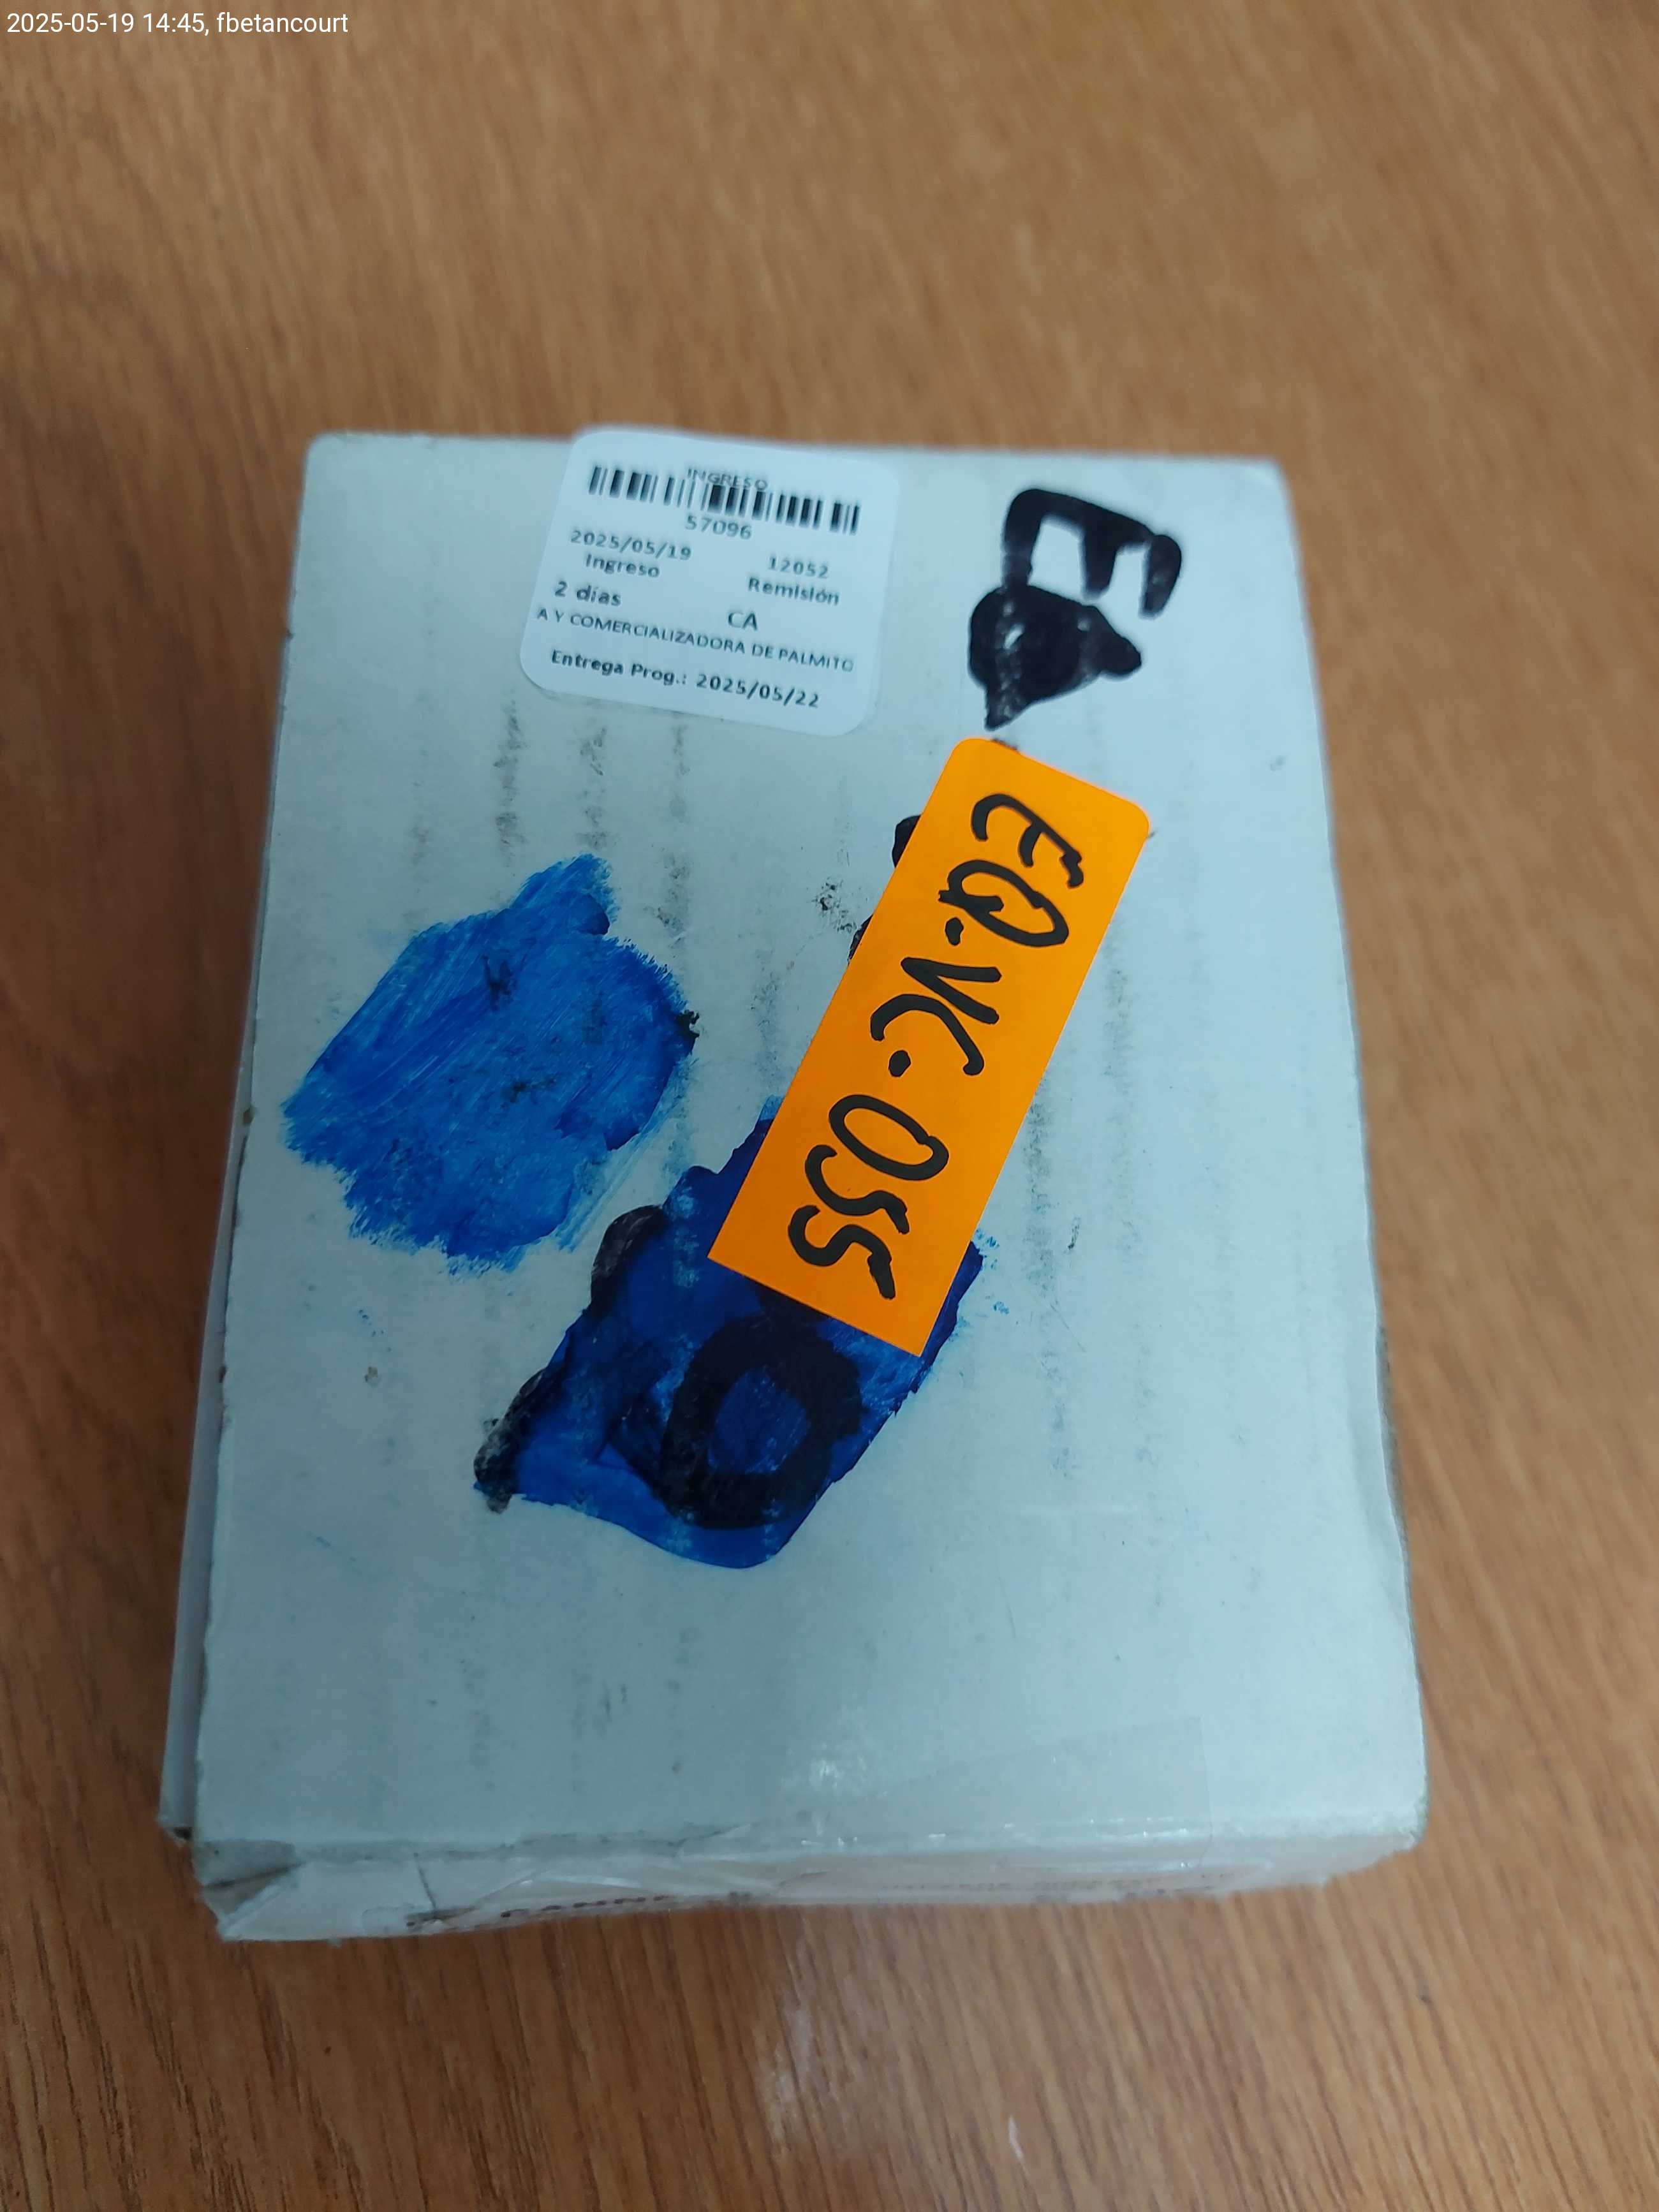 2025-05-19 14:45, fbetancourt
INGRESO
57096
2025/05/19 12052
Ingreso Remisión
2 días CA
A Y COMERCIALIZADORA DE PALMITO
Entrega Prog.: 2025/05/22
EQ.VC.055